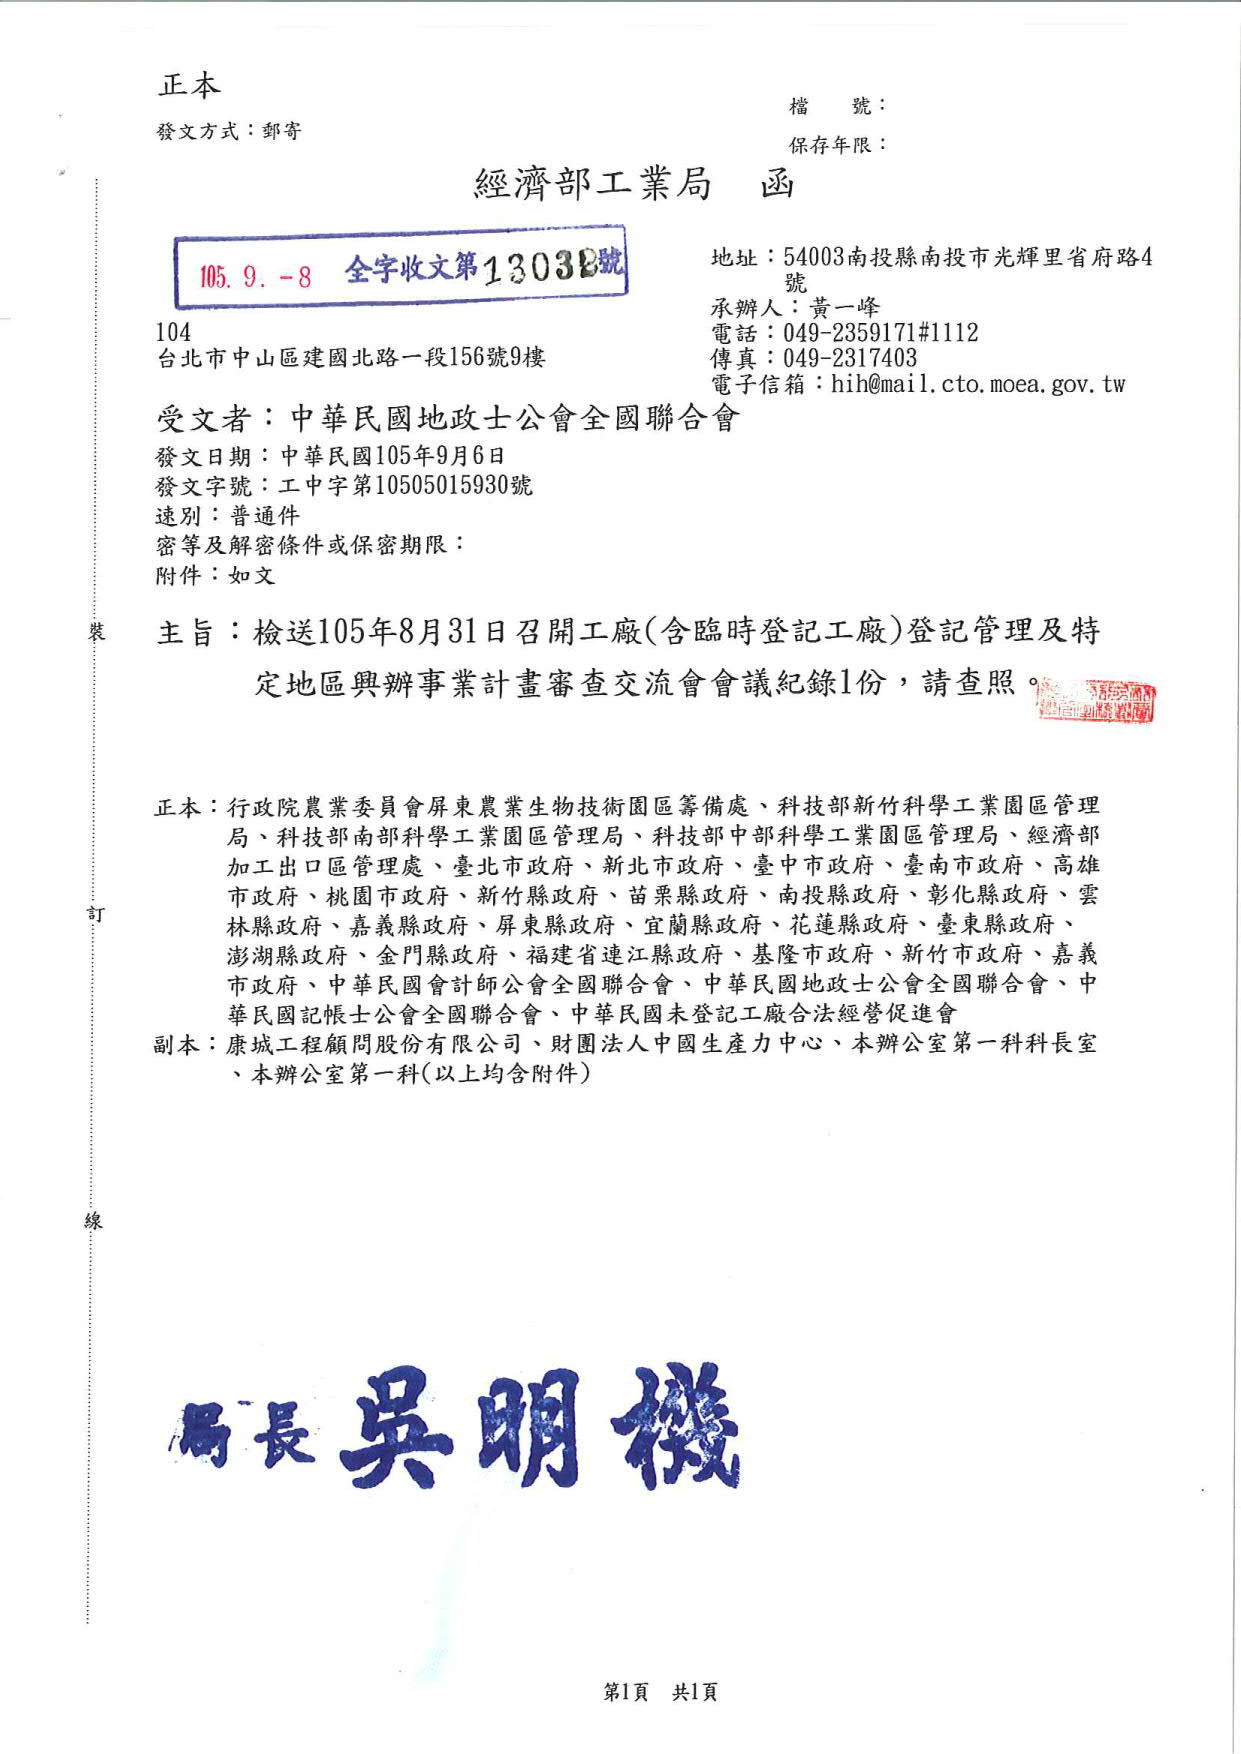 正本
檔　　號：
發文方式：郵寄
保存年限：
經濟部工業局　函
105. 9. -8 全字收文第 號
地址：54003南投縣南投市光輝里省府路4
號
承辦人：黃一峰
電話：049-2359171#1112
傳真：049-2317403
電子信箱：hih@mail.cto.moea.gov.tw
104
台北市中山區建國北路一段156號9樓
受文者：中華民國地政士公會全國聯合會
發文日期：中華民國105年9月6日
發文字號：工中字第10505015930號
速別：普通件
密等及解密條件或保密期限：
附件：如文
主旨：檢送105年8月31日召開工廠(含臨時登記工廠)登記管理及特
定地區興辦事業計畫審查交流會會議紀錄1份，請查照。
正本：行政院農業委員會屏東農業生物技術園區籌備處、科技部新竹科學工業園區管理
局、科技部南部科學工業園區管理局、科技部中部科學工業園區管理局、經濟部
加工出口區管理處、臺北市政府、新北市政府、臺中市政府、臺南市政府、高雄
市政府、桃園市政府、新竹縣政府、苗栗縣政府、南投縣政府、彰化縣政府、雲
林縣政府、嘉義縣政府、屏東縣政府、宜蘭縣政府、花蓮縣政府、臺東縣政府、
澎湖縣政府、金門縣政府、福建省連江縣政府、基隆市政府、新竹市政府、嘉義
市政府、中華民國會計師公會全國聯合會、中華民國地政士公會全國聯合會、中
華民國記帳士公會全國聯合會、中華民國未登記工廠合法經營促進會
副本：康城工程顧問股份有限公司、財團法人中國生產力中心、本辦公室第一科科長室
、本辦公室第一科(以上均含附件)
裝
訂
線
局長 吳明機
第1頁　共1頁